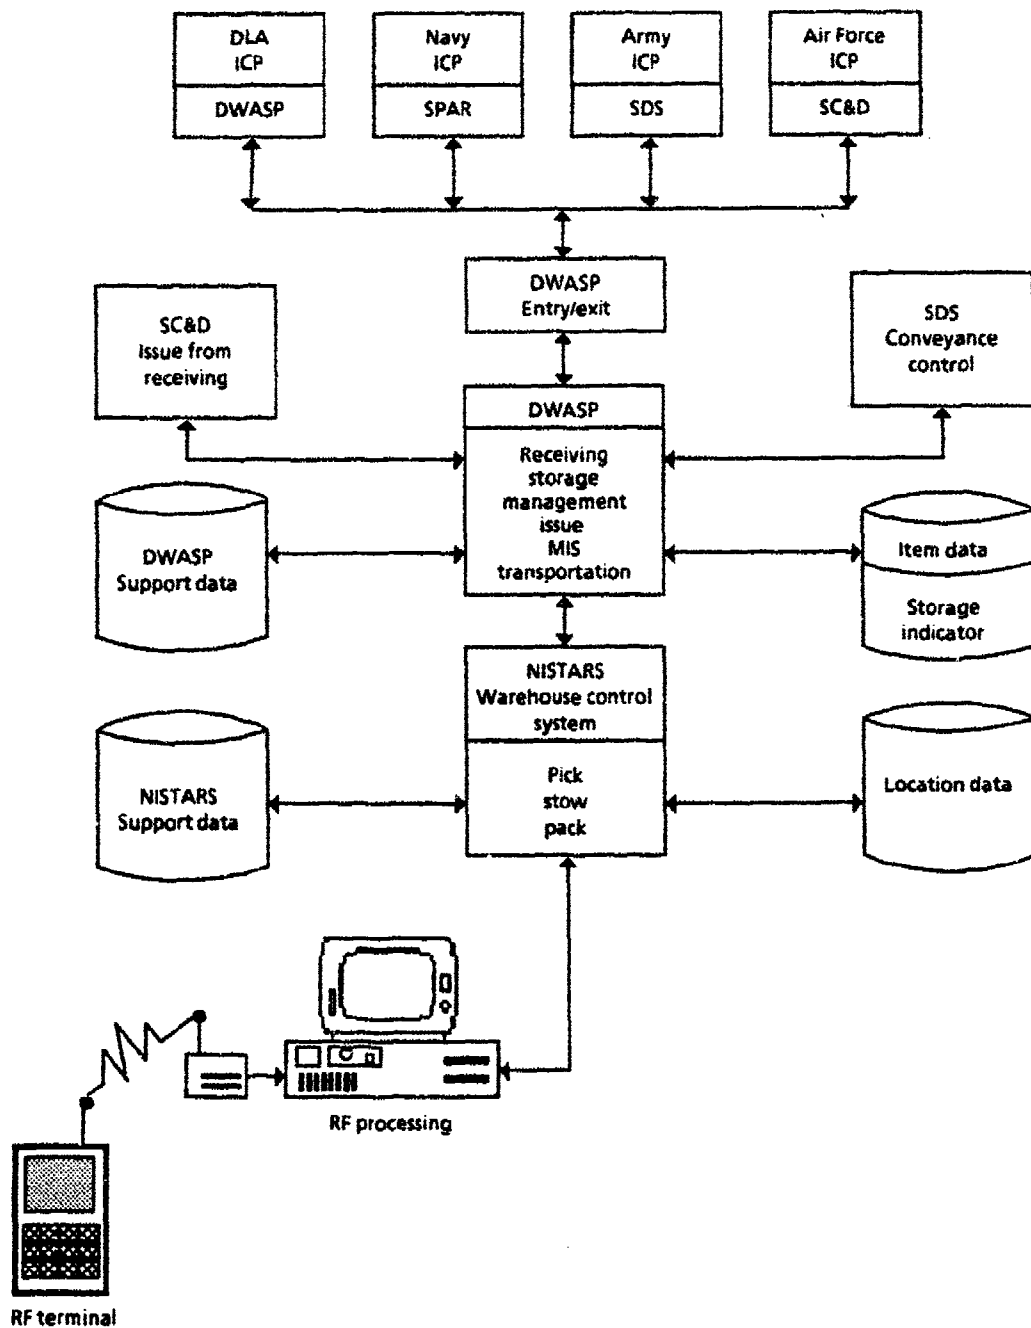 DLA
ICP
DWASP
Navy
ICP
SPAR
Army
ICP
SDS
Air Force
ICP
SC&D
DWASP
Entry/exit
SC&D
Issue from
receiving
SDS
Conveyance
control
DWASP
Receiving
storage
management
issue
MIS
transportation
DWASP
Support data
Item data
Storage
indicator
NISTARS
Warehouse control
system
Pick
stow
pack
NISTARS
Support data
Location data
RF processing
RF terminal